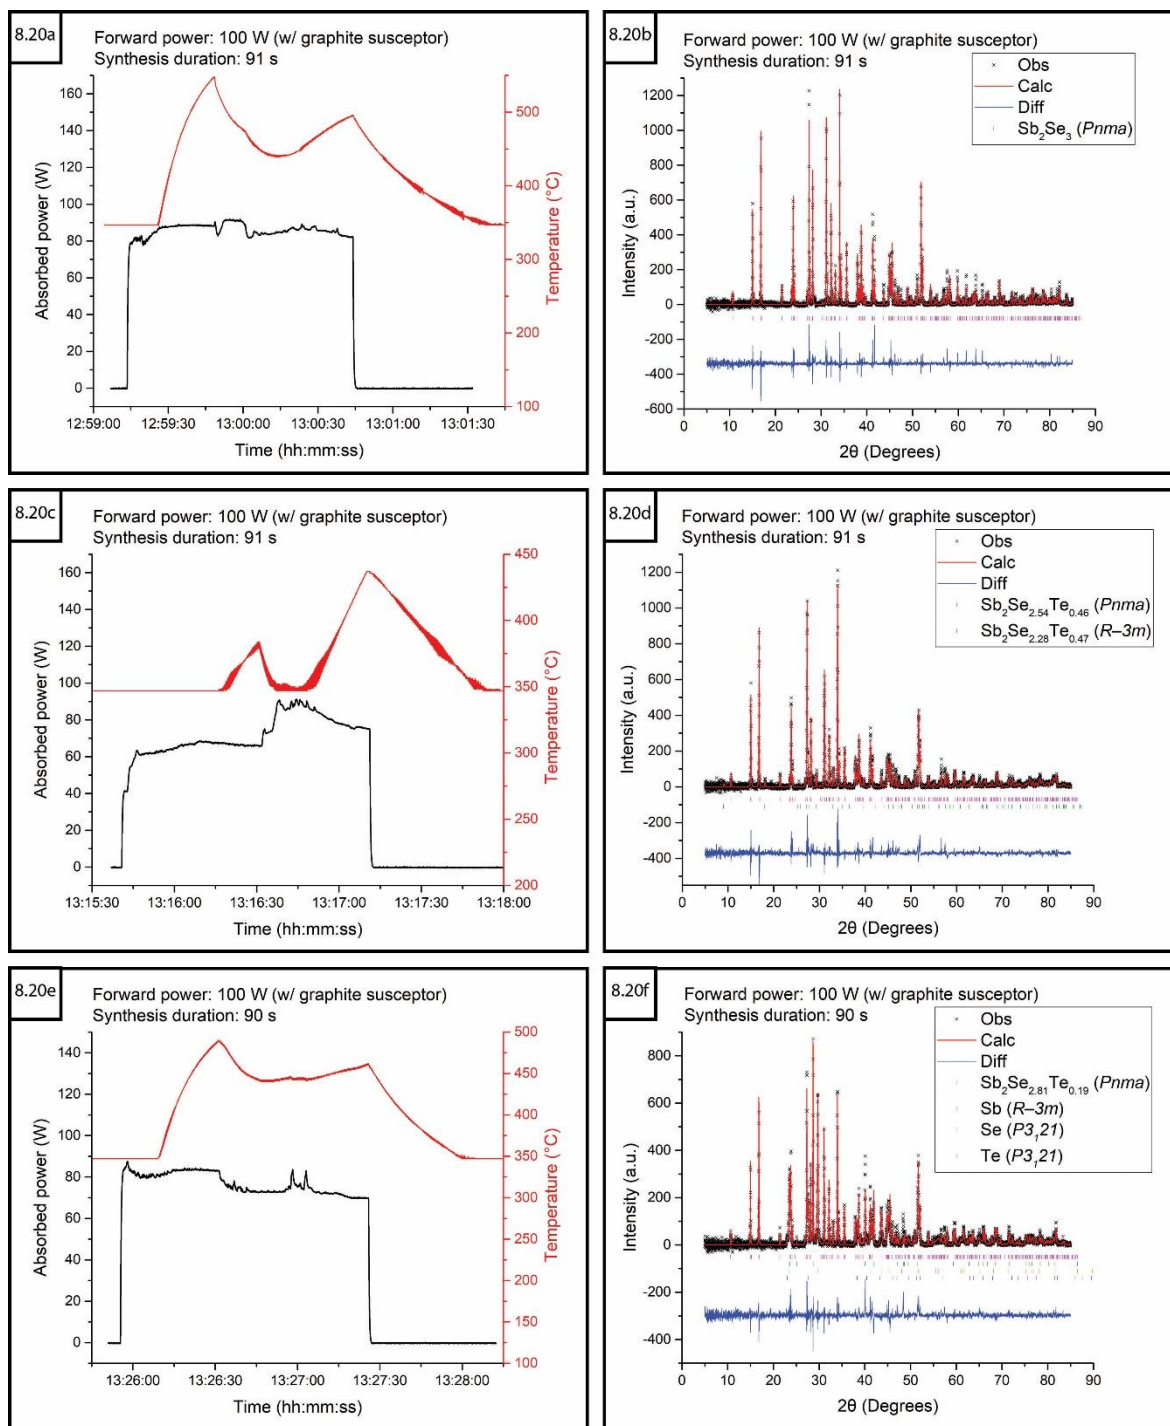 8.20a
Forward power: 100 W (w/ graphite susceptor)
Synthesis duration: 91 s
160
140
120
100
80
60
40
20
0
Absorbed power (W)
500
400
300
200
100
Temperature (°C)
12:59:00 12:59:30 13:00:00 13:00:30 13:01:00 13:01:30
Time (hh:mm:ss)
8.20b
Forward power: 100 W (w/ graphite susceptor)
Synthesis duration: 91 s
Obs
Calc
Diff
Sb2Se3 (Pnma)
1200
1000
800
600
400
200
0
-200
-400
-600
Intensity (a.u.)
0 10 20 30 40 50 60 70 80 90
2θ (Degrees)
8.20c
Forward power: 100 W (w/ graphite susceptor)
Synthesis duration: 91 s
160
140
120
100
80
60
40
20
0
Absorbed power (W)
450
400
350
300
250
200
Temperature (°C)
13:15:30 13:16:00 13:16:30 13:17:00 13:17:30 13:18:00
Time (hh:mm:ss)
8.20d
Forward power: 100 W (w/ graphite susceptor)
Synthesis duration: 91 s
Obs
Calc
Diff
Sb2Se2.54Te0.46 (Pnma)
Sb2Se2.28Te0.47 (R–3m)
1200
1000
800
600
400
200
0
-200
-400
Intensity (a.u.)
0 10 20 30 40 50 60 70 80 90
2θ (Degrees)
8.20e
Forward power: 100 W (w/ graphite susceptor)
Synthesis duration: 90 s
140
120
100
80
60
40
20
0
Absorbed power (W)
500
450
400
350
300
250
200
150
100
Temperature (°C)
13:26:00 13:26:30 13:27:00 13:27:30 13:28:00
Time (hh:mm:ss)
8.20f
Forward power: 100 W (w/ graphite susceptor)
Synthesis duration: 90 s
Obs
Calc
Diff
Sb2Se2.81Te0.19 (Pnma)
Sb (R–3m)
Se (P3121)
Te (P3121)
800
600
400
200
0
-200
-400
Intensity (a.u.)
0 10 20 30 40 50 60 70 80 90
2θ (Degrees)